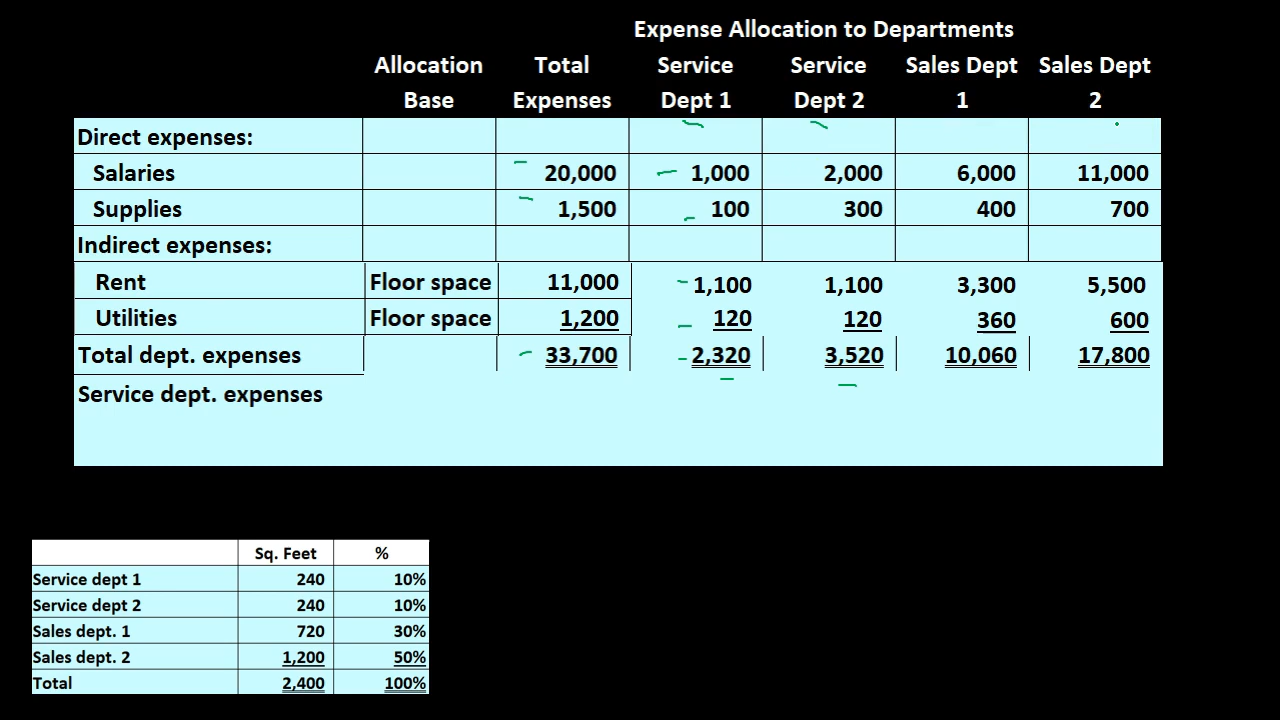 Expense Allocation to Departments
Allocation Total Service Service Sales Dept Sales Dept
Base Expenses Dept 1 Dept 2 1 2
Direct expenses:
Salaries 20,000 1,000 2,000 6,000 11,000
Supplies 1,500 100 300 400 700
Indirect expenses:
Rent Floor space 11,000 1,100 1,100 3,300 5,500
Utilities Floor space 1,200 120 120 360 600
Total dept. expenses 33,700 2,320 3,520 10,060 17,800
Service dept. expenses
Sq. Feet %
Service dept 1 240 10%
Service dept 2 240 10%
Sales dept. 1 720 30%
Sales dept. 2 1,200 50%
Total 2,400 100%